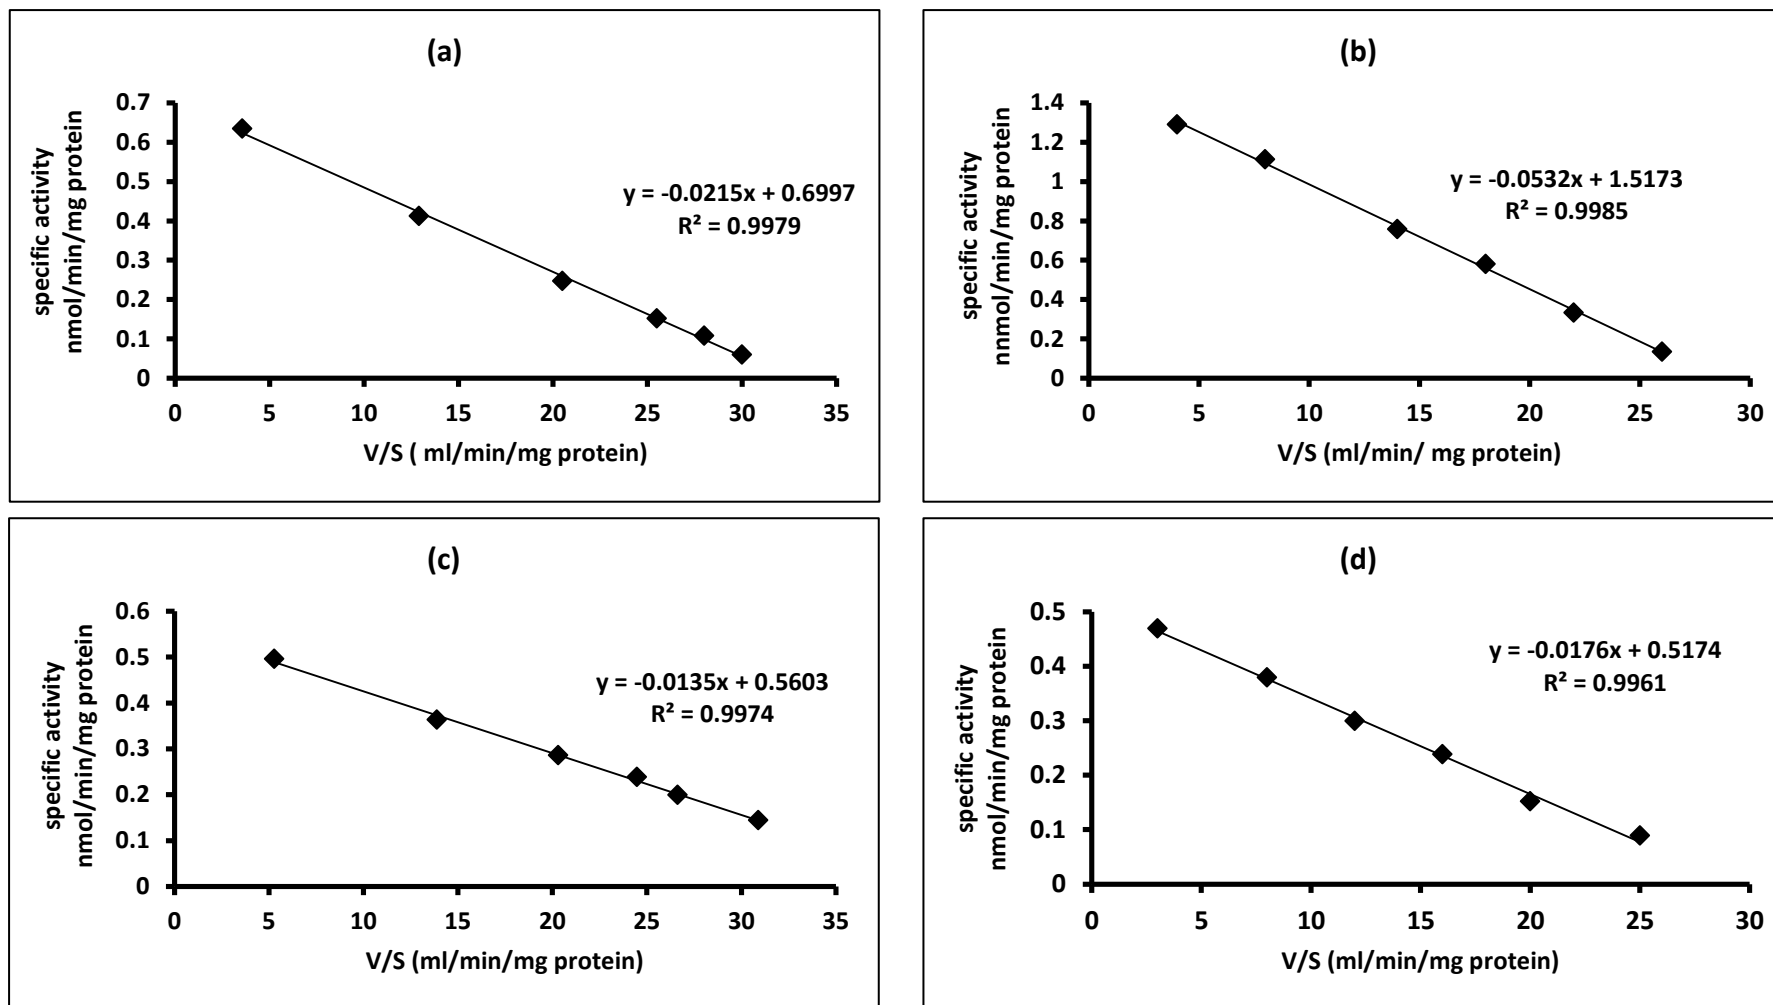 (a)
specific activity
nmol/min/mg protein
0.7
0.6
0.5
0.4
0.3
0.2
0.1
0
y = -0.0215x + 0.6997
R² = 0.9979
0 5 10 15 20 25 30 35
V/S ( ml/min/mg protein)
(b)
specific activity
nnmol/min/mg protein
1.4
1.2
1
0.8
0.6
0.4
0.2
0
y = -0.0532x + 1.5173
R² = 0.9985
0 5 10 15 20 25 30
V/S (ml/min/ mg protein)
(c)
specific activity
nmol/min/mg protein
0.6
0.5
0.4
0.3
0.2
0.1
0
y = -0.0135x + 0.5603
R² = 0.9974
0 5 10 15 20 25 30 35
V/S (ml/min/mg protein)
(d)
specific activity
nmol/min/mg protein
0.5
0.4
0.3
0.2
0.1
0
y = -0.0176x + 0.5174
R² = 0.9961
0 5 10 15 20 25 30
V/S (ml/min/mg protein)